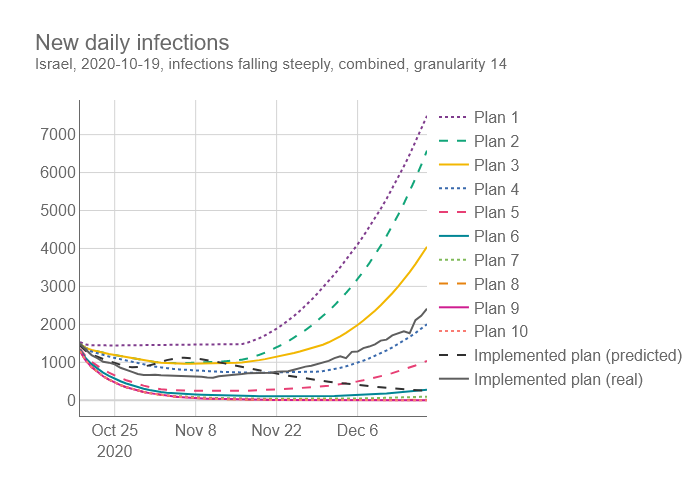 New daily infections
Israel, 2020-10-19, infections falling steeply, combined, granularity 14
7000
6000
5000
4000
3000
2000
1000
0
Oct 25
2020
Nov 8
Nov 22
Dec 6
Plan 1
Plan 2
Plan 3
Plan 4
Plan 5
Plan 6
Plan 7
Plan 8
Plan 9
Plan 10
Implemented plan (predicted)
Implemented plan (real)